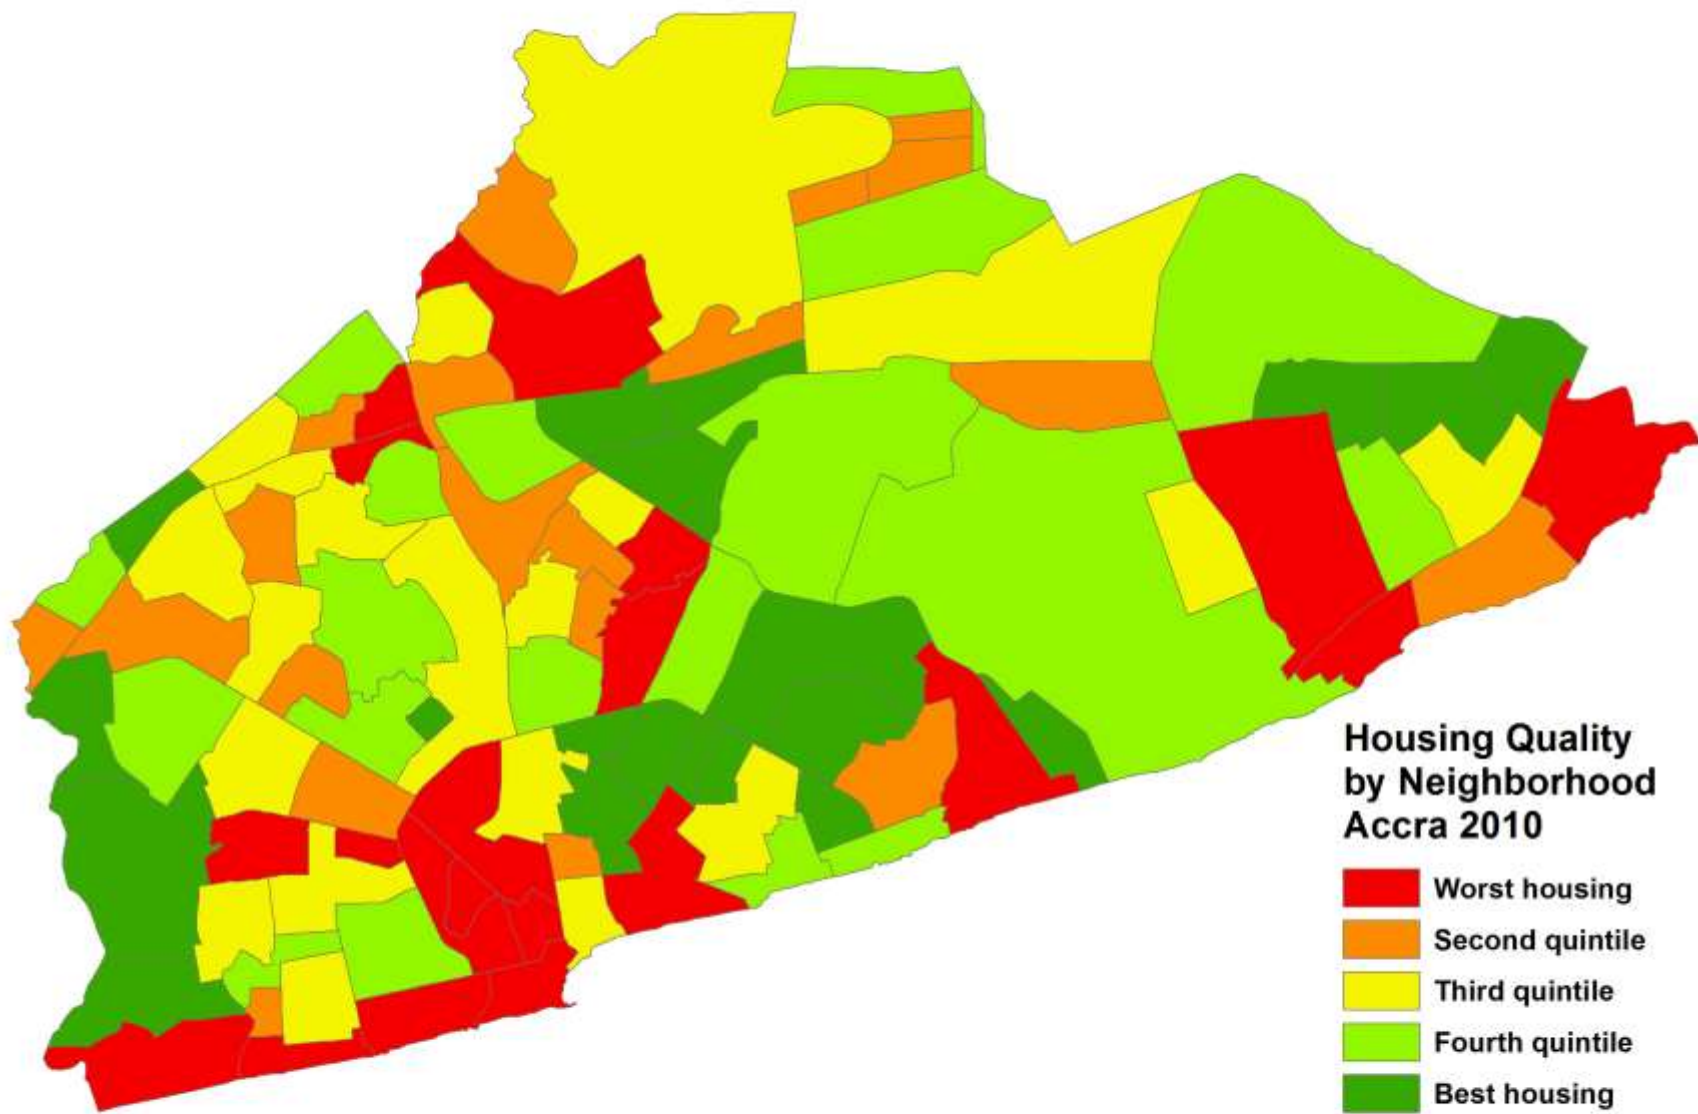 Housing Quality
by Neighborhood
Accra 2010
Worst housing
Second quintile
Third quintile
Fourth quintile
Best housing